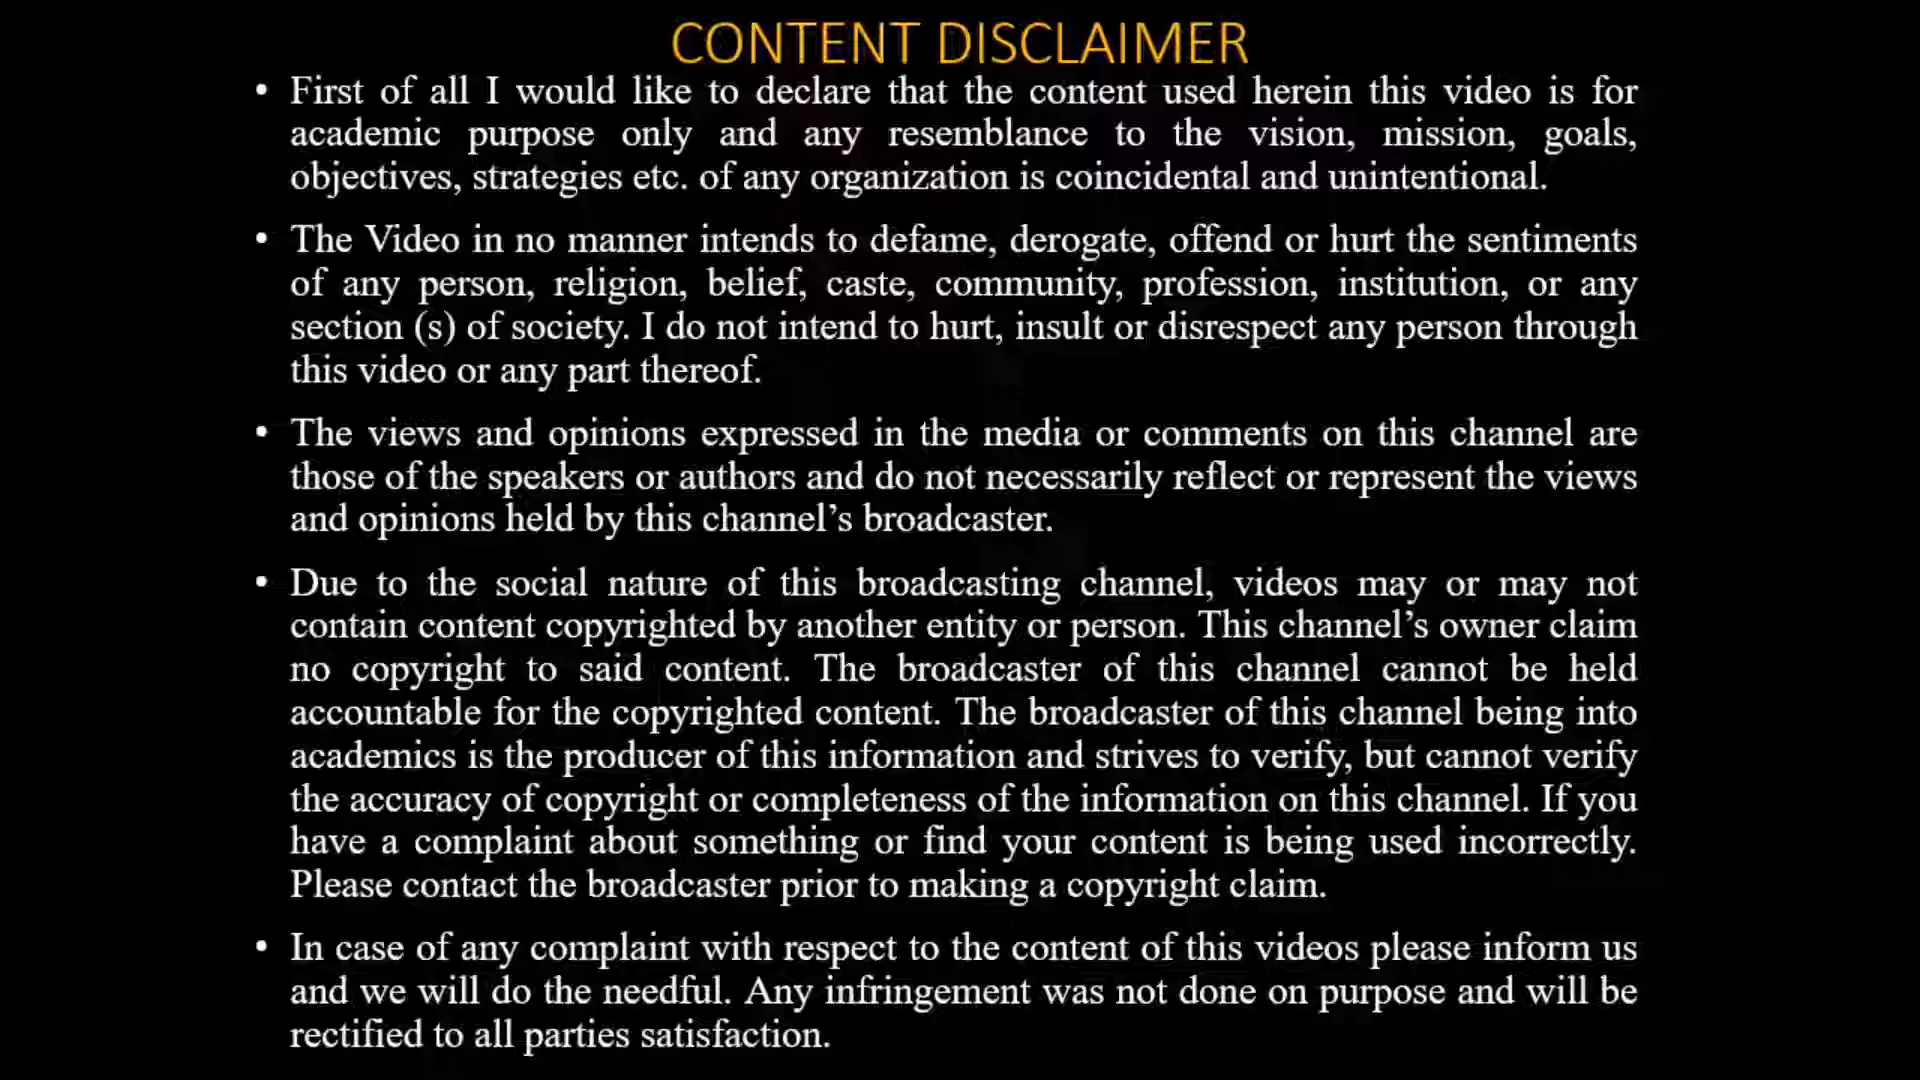 CONTENT DISCLAIMER
• First of all I would like to declare that the content used herein this video is for
academic purpose only and any resemblance to the vision, mission, goals,
objectives, strategies etc. of any organization is coincidental and unintentional.
• The Video in no manner intends to defame, derogate, offend or hurt the sentiments
of any person, religion, belief, caste, community, profession, institution, or any
section (s) of society. I do not intend to hurt, insult or disrespect any person through
this video or any part thereof.
• The views and opinions expressed in the media or comments on this channel are
those of the speakers or authors and do not necessarily reflect or represent the views
and opinions held by this channel’s broadcaster.
• Due to the social nature of this broadcasting channel, videos may or may not
contain content copyrighted by another entity or person. This channel’s owner claim
no copyright to said content. The broadcaster of this channel cannot be held
accountable for the copyrighted content. The broadcaster of this channel being into
academics is the producer of this information and strives to verify, but cannot verify
the accuracy of copyright or completeness of the information on this channel. If you
have a complaint about something or find your content is being used incorrectly.
Please contact the broadcaster prior to making a copyright claim.
• In case of any complaint with respect to the content of this videos please inform us
and we will do the needful. Any infringement was not done on purpose and will be
rectified to all parties satisfaction.